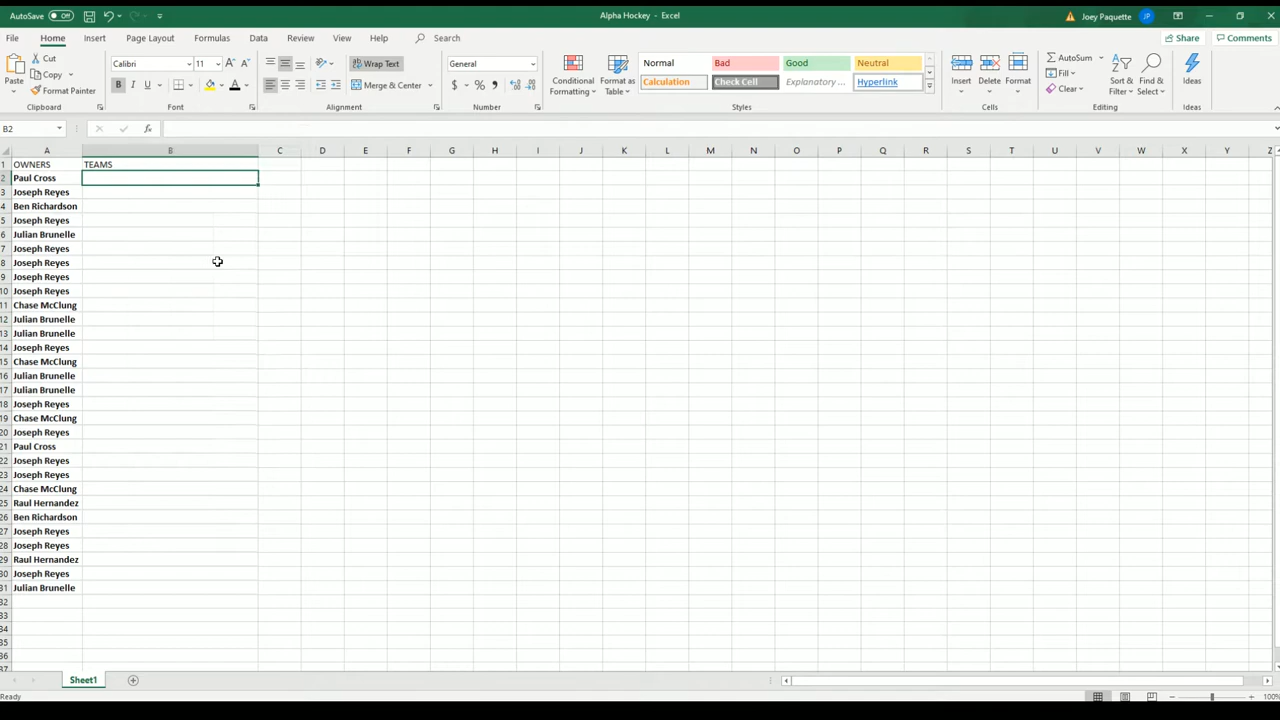 AutoSave Off
Alpha Hockey - Excel
Joey Paquette JP
File Home Insert Page Layout Formulas Data Review View Help Search
Share Comments
Paste
Cut
Copy
Format Painter
Clipboard
Calibri 11
B I U
Font
Wrap Text
Merge & Center
Alignment
General
$ % ,
Number
Conditional Formatting
Format as Table
Normal Bad Good Neutral
Calculation Check Cell Explanatory ... Hyperlink
Styles
Insert Delete Format
Cells
AutoSum
Fill
Clear
Sort & Filter
Find & Select
Editing
Ideas
Ideas
B2
fx
A B C D E F G H I J K L M N O P Q R S T U V W X Y Z
1 OWNERS TEAMS
2 Paul Cross
3 Joseph Reyes
4 Ben Richardson
5 Joseph Reyes
6 Julian Brunelle
7 Joseph Reyes
8 Joseph Reyes
9 Joseph Reyes
10 Joseph Reyes
11 Chase McClung
12 Julian Brunelle
13 Julian Brunelle
14 Joseph Reyes
15 Chase McClung
16 Julian Brunelle
17 Julian Brunelle
18 Joseph Reyes
19 Chase McClung
20 Joseph Reyes
21 Paul Cross
22 Joseph Reyes
23 Joseph Reyes
24 Chase McClung
25 Raul Hernandez
26 Ben Richardson
27 Joseph Reyes
28 Joseph Reyes
29 Raul Hernandez
30 Joseph Reyes
31 Julian Brunelle
32
33
34
35
36
37
Sheet1
Ready
100%